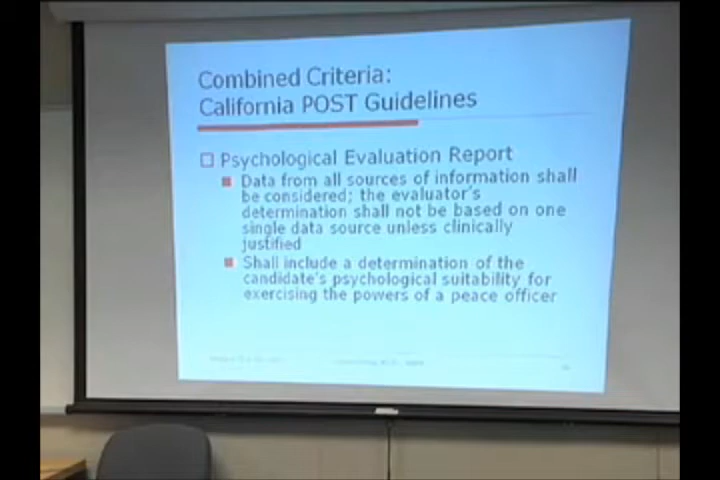 Combined Criteria:
California POST Guidelines
Psychological Evaluation Report
Data from all sources of information shall
be considered; the evaluator's
determination shall not be based on one
single data source unless clinically
justified
Shall include a determination of the
candidate's psychological suitability for
exercising the powers of a peace officer